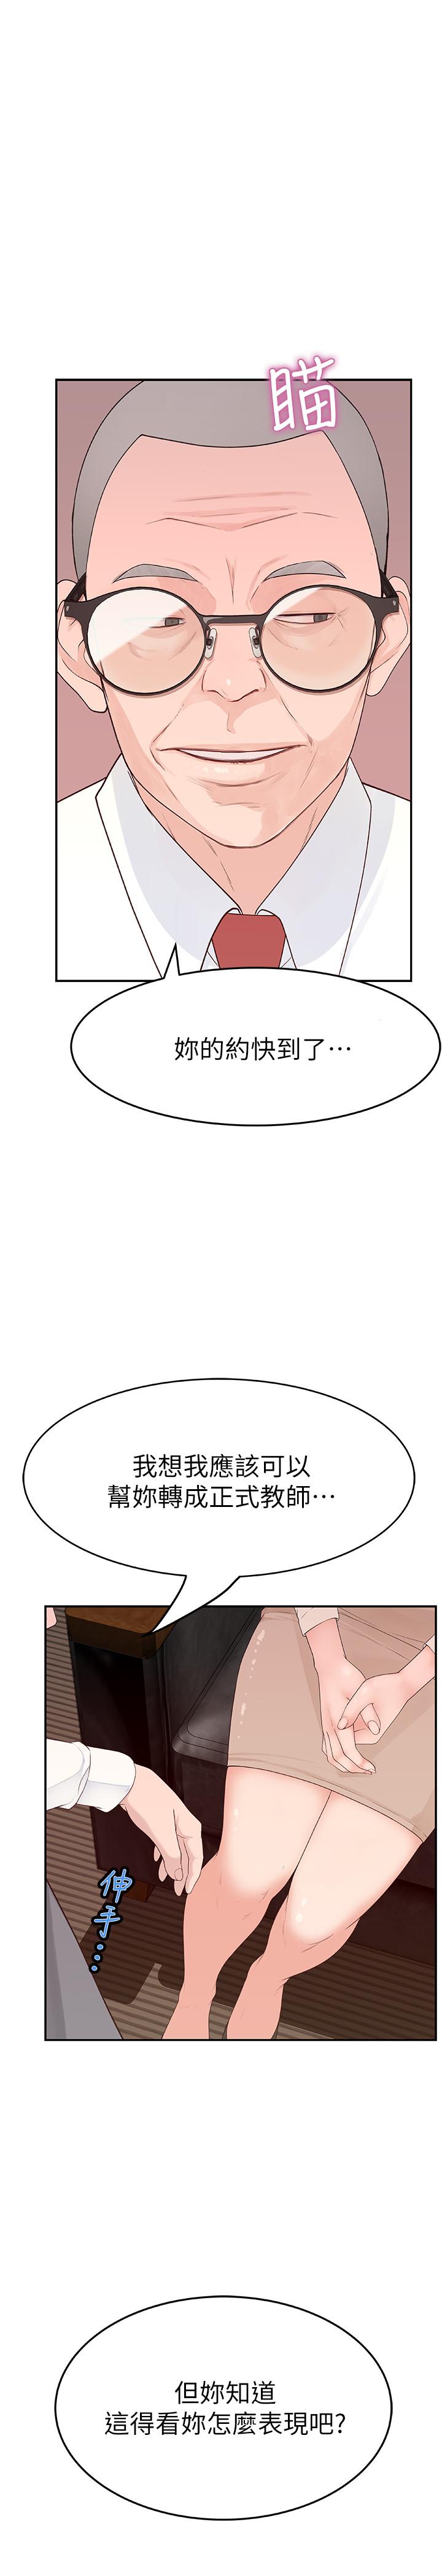 瞄
妳的約快到了…
我想我應該可以
幫妳轉成正式教師…
伸手…
但妳知道
這得看妳怎麼表現吧?